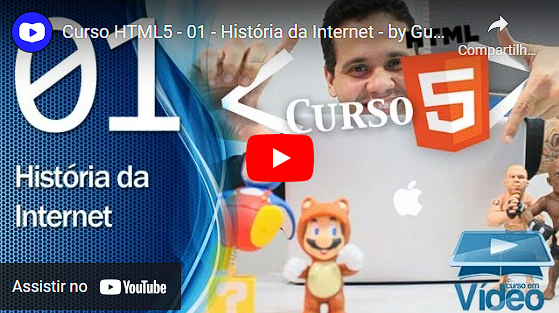 Curso HTML5 - 01 - História da Internet - by Gu...
Compartilh...
01
História da
Internet
HTML
<CURSO 5>
?
Assistir no YouTube
curso em
Vídeo